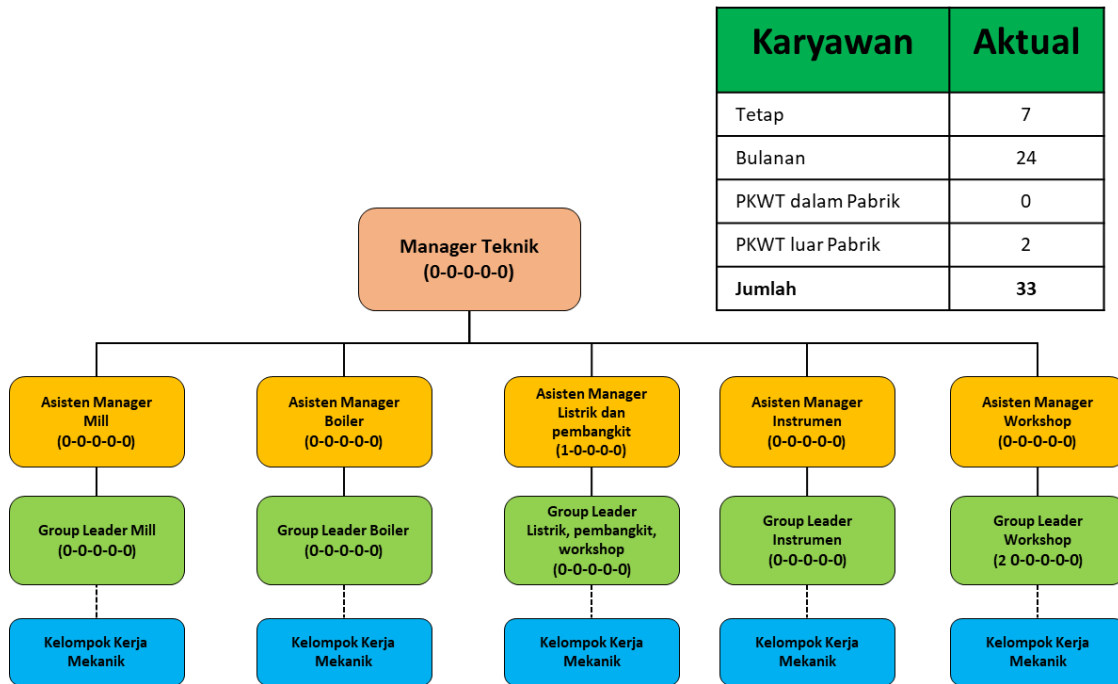 Karyawan Aktual
Tetap 7
Bulanan 24
PKWT dalam Pabrik 0
PKWT luar Pabrik 2
Jumlah 33
Manager Teknik
(0-0-0-0-0)
Asisten Manager
Mill
(0-0-0-0-0)
Asisten Manager
Boiler
(0-0-0-0-0)
Asisten Manager
Listrik dan
pembangkit
(1-0-0-0-0)
Asisten Manager
Instrumen
(0-0-0-0-0)
Asisten Manager
Workshop
(0-0-0-0-0)
Group Leader Mill
(0-0-0-0-0)
Group Leader Boiler
(0-0-0-0-0)
Group Leader
Listrik, pembangkit,
workshop
(0-0-0-0-0)
Group Leader
Instrumen
(0-0-0-0-0)
Group Leader
Workshop
(2 0-0-0-0-0)
Kelompok Kerja
Mekanik
Kelompok Kerja
Mekanik
Kelompok Kerja
Mekanik
Kelompok Kerja
Mekanik
Kelompok Kerja
Mekanik